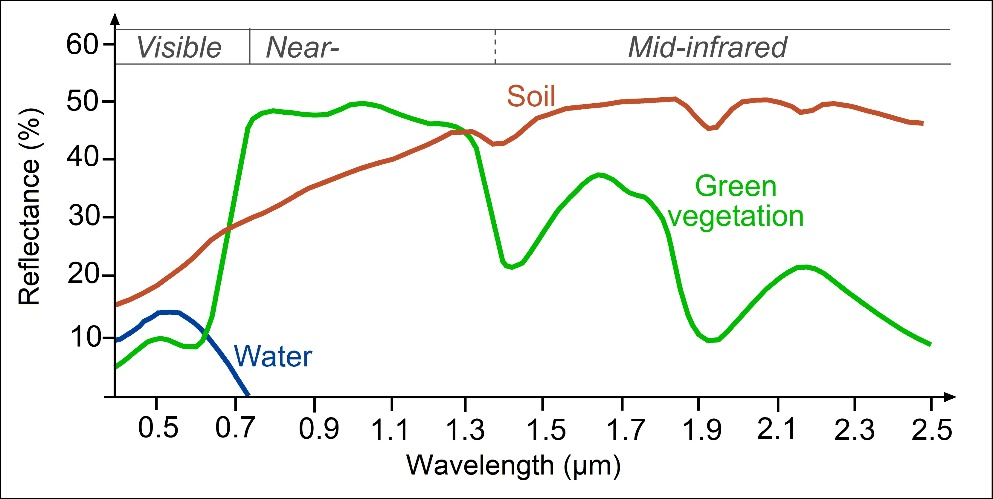 Visible Near- Mid-infrared
Reflectance (%)
60
50
40
30
20
10
Soil
Green
vegetation
Water
0.5 0.7 0.9 1.1 1.3 1.5 1.7 1.9 2.1 2.3 2.5
Wavelength (µm)